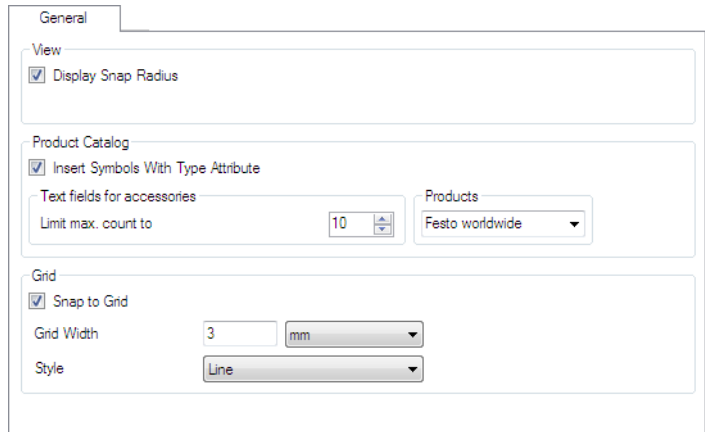 General
View
Display Snap Radius
Product Catalog
Insert Symbols With Type Attribute
Text fields for accessories
Products
Limit max. count to 10
Festo worldwide
Grid
Snap to Grid
Grid Width 3 mm
Style Line